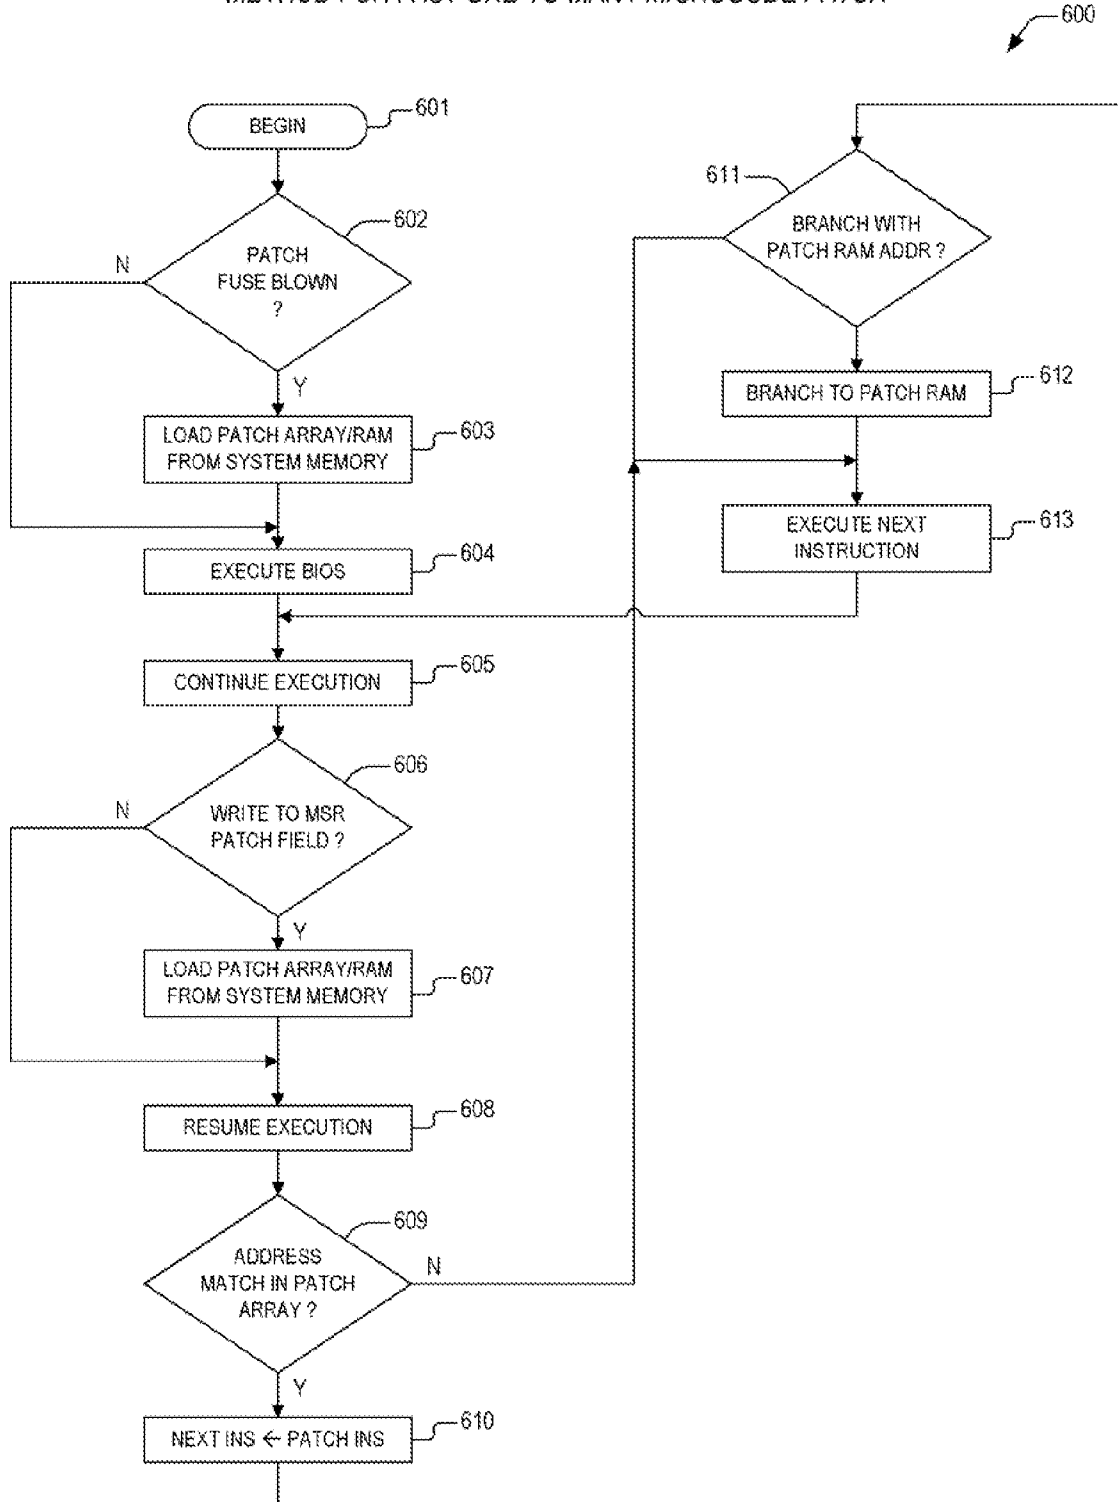 600
BEGIN
601
602
PATCH
FUSE BLOWN
?
N
Y
LOAD PATCH ARRAY/RAM
FROM SYSTEM MEMORY
603
EXECUTE BIOS
604
CONTINUE EXECUTION
605
606
WRITE TO MSR
PATCH FIELD ?
N
Y
LOAD PATCH ARRAY/RAM
FROM SYSTEM MEMORY
607
RESUME EXECUTION
608
609
ADDRESS
MATCH IN PATCH
ARRAY ?
N
Y
NEXT INS ← PATCH INS
610
611
BRANCH WITH
PATCH RAM ADDR ?
BRANCH TO PATCH RAM
612
EXECUTE NEXT
INSTRUCTION
613